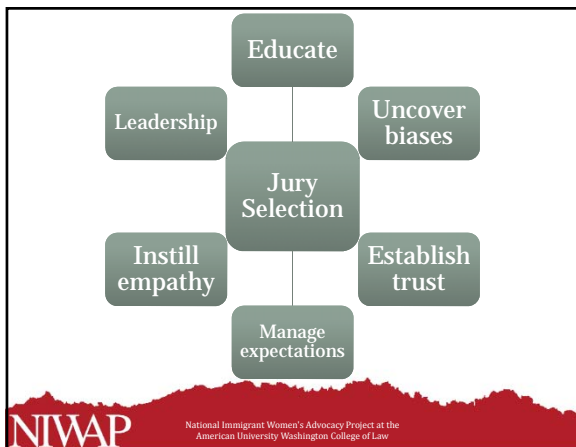 Educate
Leadership
Uncover
biases
Jury
Selection
Instill
empathy
Establish
trust
Manage
expectations
NIWAP
National Immigrant Women's Advocacy Project at the
American University Washington College of Law